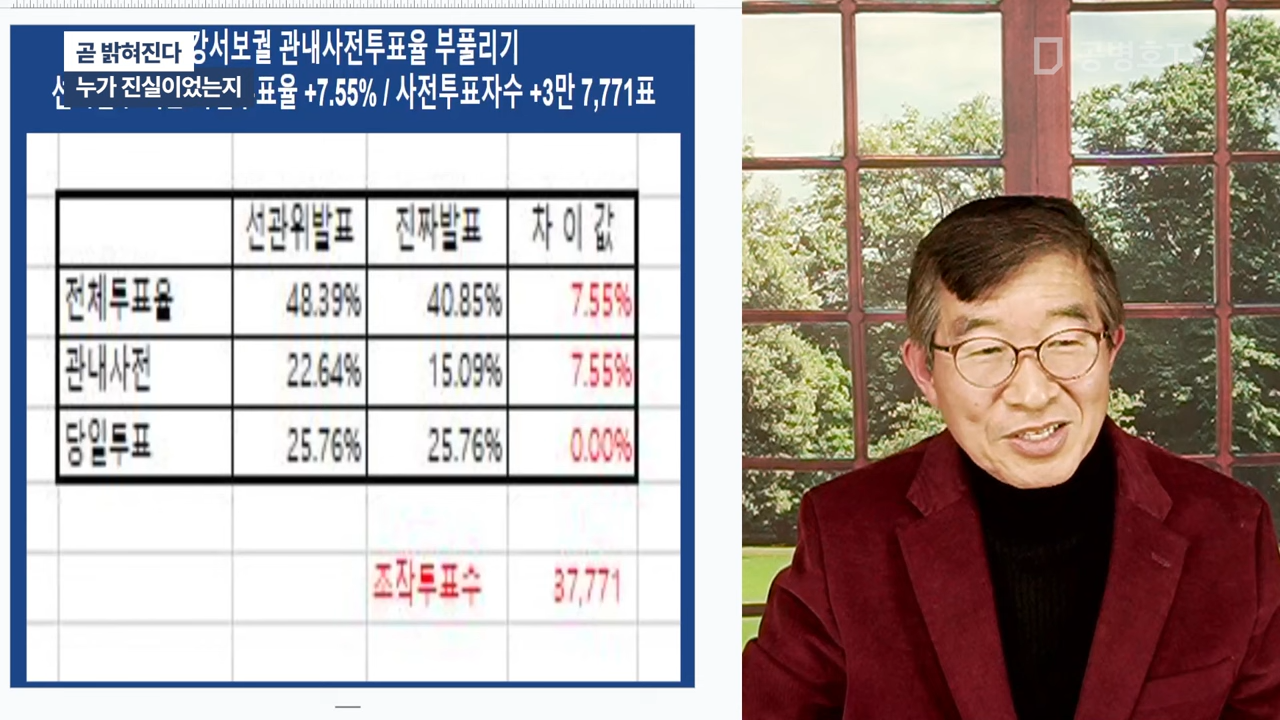 곧 밝혀진다
누가 진실이었는지
강서보궐 관내사전투표율 부풀리기
표율 +7.55% / 사전투표자수 +3만 7,771표
선관위발표 진짜발표 차 이 값
전체투표율 48.39% 40.85% 7.55%
관내사전 22.64% 15.09% 7.55%
당일투표 25.76% 25.76% 0.00%
조작투표수 37,771
공병호TV